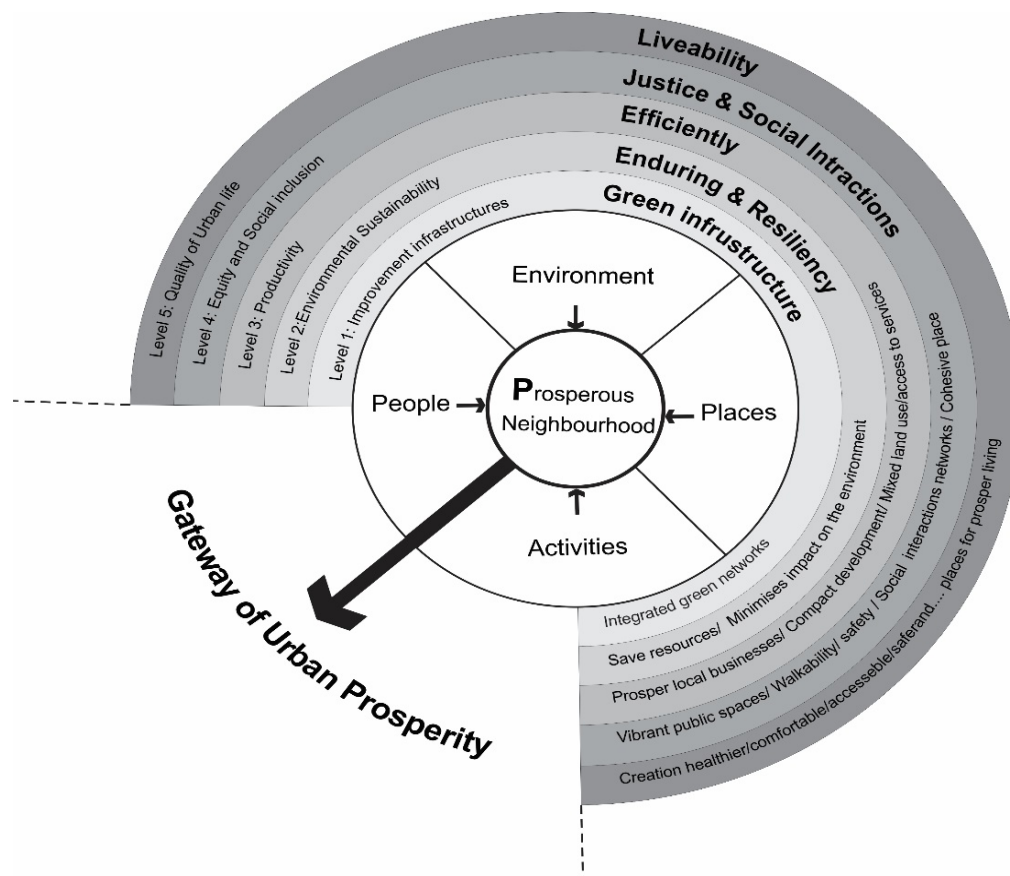 Liveability
Justice & Social Intractions
Efficiently
Enduring & Resiliency
Green infrustructure
Level 5: Quality of Urban life
Level 4: Equity and Social inclusion
Level 3: Productivity
Level 2:Environmental Sustainability
Level 1: Improvement infrastructures
Environment
People
Prosperous
Neighbourhood
Places
Activities
Integrated green networks
Save resources/ Minimises impact on the environment
Prosper local businesses/ Compact development/ Mixed land use/access to services
Vibrant public spaces/ Walkability/ safety / Social interactions networks / Cohesive place
Creation healthier/comfortable/accesseble/saferand.... places for prosper living
Gateway of Urban Prosperity